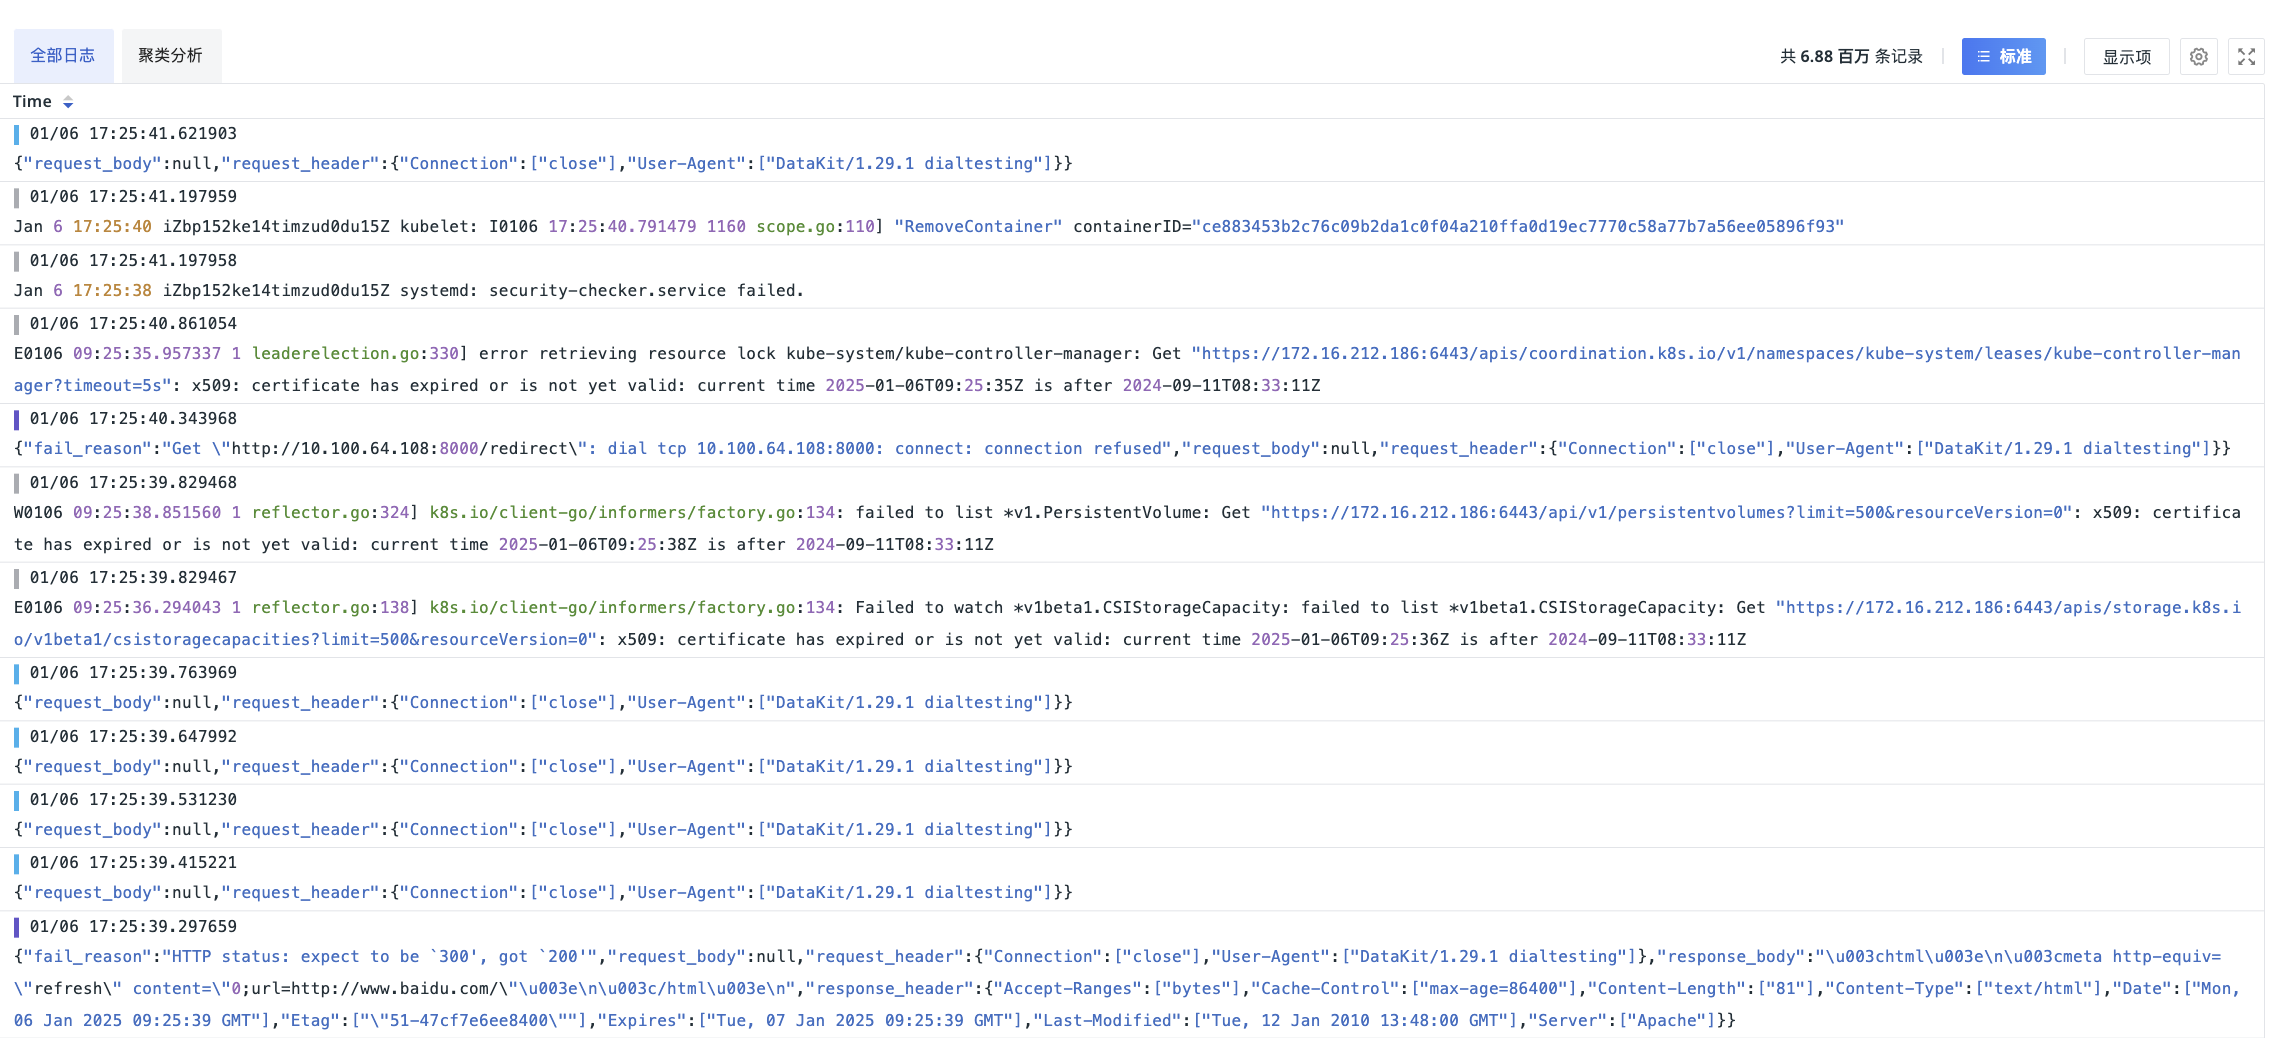 全部日志 聚类分析 共 6.88 百万 条记录 标准 显示项
Time
01/06 17:25:41.621903
{"request_body":null,"request_header":{"Connection":["close"],"User-Agent":["DataKit/1.29.1 dialtesting"]}}
01/06 17:25:41.197959
Jan 6 17:25:40 iZbp152ke14timzud0du15Z kubelet: I0106 17:25:40.791479 1160 scope.go:110] "RemoveContainer" containerID="ce883453b2c76c09b2da1c0f04a210ffa0d19ec7770c58a77b7a56ee05896f93"
01/06 17:25:41.197958
Jan 6 17:25:38 iZbp152ke14timzud0du15Z systemd: security-checker.service failed.
01/06 17:25:40.861054
E0106 09:25:35.957337 1 leaderelection.go:330] error retrieving resource lock kube-system/kube-controller-manager: Get "https://172.16.212.186:6443/apis/coordination.k8s.io/v1/namespaces/kube-system/leases/kube-controller-man
ager?timeout=5s": x509: certificate has expired or is not yet valid: current time 2025-01-06T09:25:35Z is after 2024-09-11T08:33:11Z
01/06 17:25:40.343968
{"fail_reason":"Get \"http://10.100.64.108:8000/redirect\": dial tcp 10.100.64.108:8000: connect: connection refused","request_body":null,"request_header":{"Connection":["close"],"User-Agent":["DataKit/1.29.1 dialtesting"]}}
01/06 17:25:39.829468
W0106 09:25:38.851560 1 reflector.go:324] k8s.io/client-go/informers/factory.go:134: failed to list *v1.PersistentVolume: Get "https://172.16.212.186:6443/api/v1/persistentvolumes?limit=500&resourceVersion=0": x509: certifica
te has expired or is not yet valid: current time 2025-01-06T09:25:38Z is after 2024-09-11T08:33:11Z
01/06 17:25:39.829467
E0106 09:25:36.294043 1 reflector.go:138] k8s.io/client-go/informers/factory.go:134: Failed to watch *v1beta1.CSIStorageCapacity: failed to list *v1beta1.CSIStorageCapacity: Get "https://172.16.212.186:6443/apis/storage.k8s.i
o/v1beta1/csistoragecapacities?limit=500&resourceVersion=0": x509: certificate has expired or is not yet valid: current time 2025-01-06T09:25:36Z is after 2024-09-11T08:33:11Z
01/06 17:25:39.763969
{"request_body":null,"request_header":{"Connection":["close"],"User-Agent":["DataKit/1.29.1 dialtesting"]}}
01/06 17:25:39.647992
{"request_body":null,"request_header":{"Connection":["close"],"User-Agent":["DataKit/1.29.1 dialtesting"]}}
01/06 17:25:39.531230
{"request_body":null,"request_header":{"Connection":["close"],"User-Agent":["DataKit/1.29.1 dialtesting"]}}
01/06 17:25:39.415221
{"request_body":null,"request_header":{"Connection":["close"],"User-Agent":["DataKit/1.29.1 dialtesting"]}}
01/06 17:25:39.297659
{"fail_reason":"HTTP status: expect to be `300', got `200'","request_body":null,"request_header":{"Connection":["close"],"User-Agent":["DataKit/1.29.1 dialtesting"]},"response_body":"\u003chtml\u003e\n\u003cmeta http-equiv=
\"refresh\" content=\"0;url=http://www.baidu.com/\"\u003e\n\u003c/html\u003e\n","response_header":{"Accept-Ranges":["bytes"],"Cache-Control":["max-age=86400"],"Content-Length":["81"],"Content-Type":["text/html"],"Date":["Mon,
06 Jan 2025 09:25:39 GMT"],"Etag":["\"51-47cf7e6ee8400\""],"Expires":["Tue, 07 Jan 2025 09:25:39 GMT"],"Last-Modified":["Tue, 12 Jan 2010 13:48:00 GMT"],"Server":["Apache"]}}